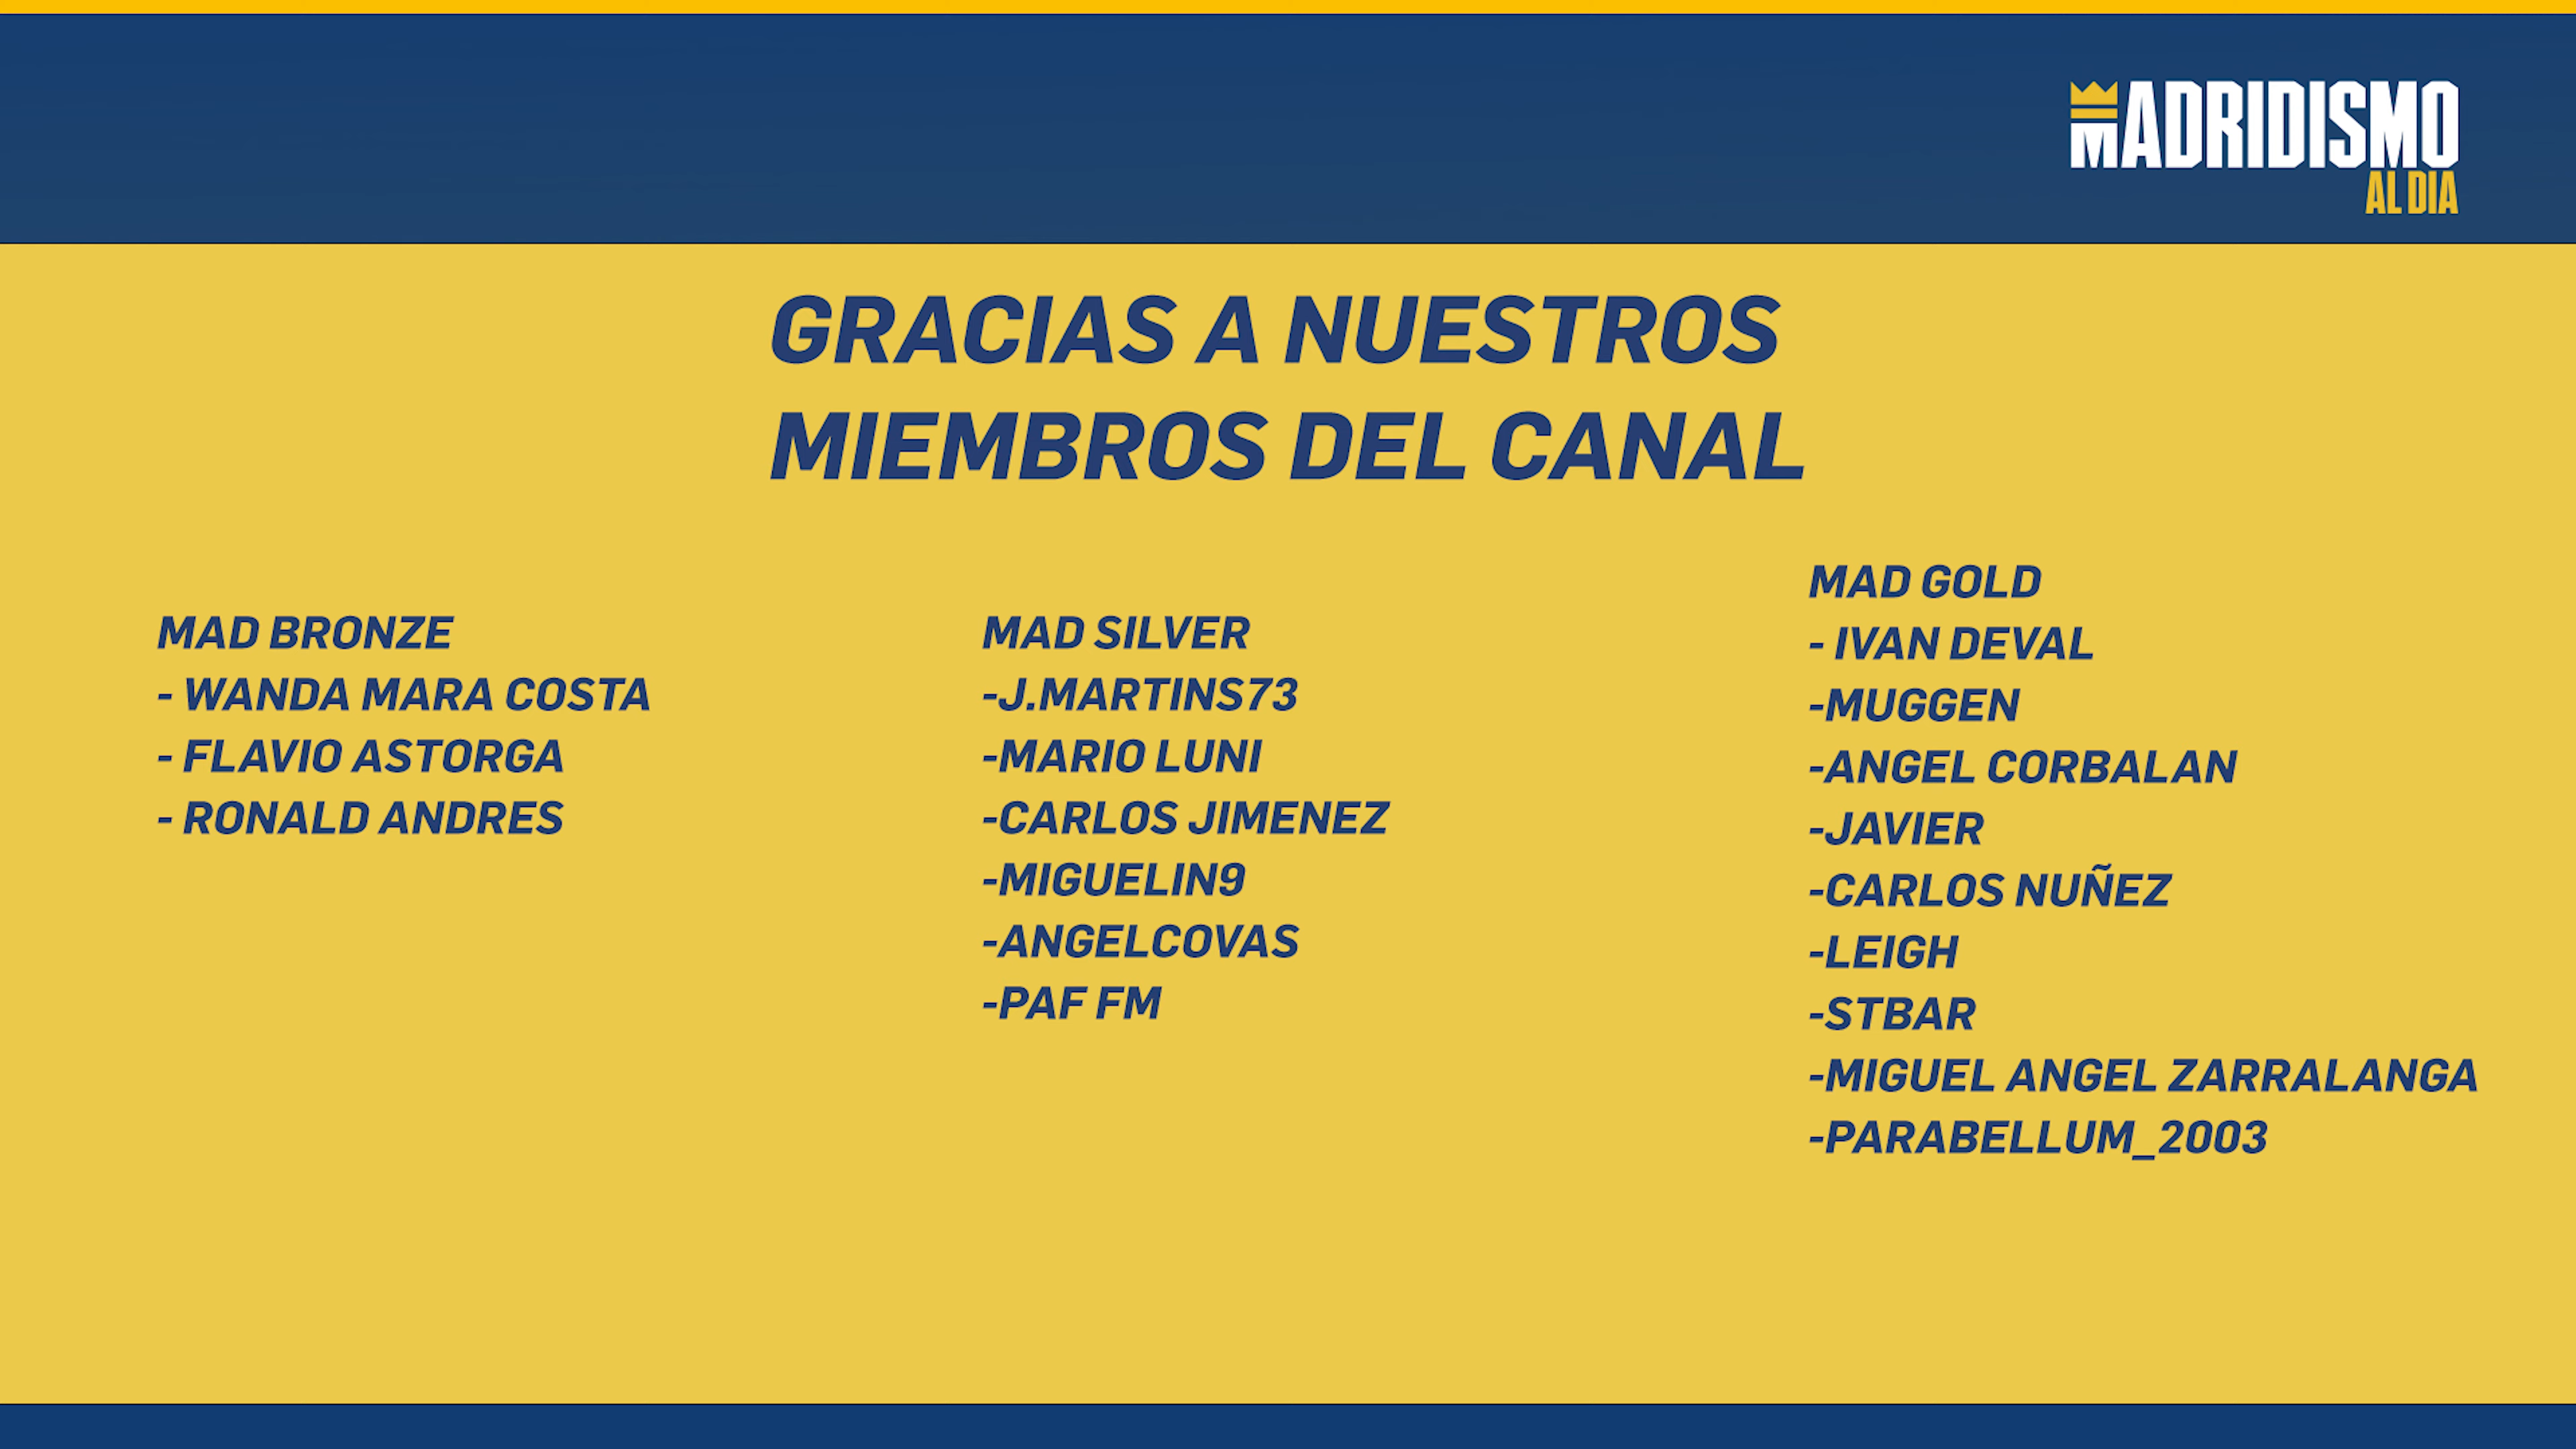 MADRIDISMO
AL DIA
GRACIAS A NUESTROS
MIEMBROS DEL CANAL
MAD BRONZE
- WANDA MARA COSTA
- FLAVIO ASTORGA
- RONALD ANDRES
MAD SILVER
-J.MARTINS73
-MARIO LUNI
-CARLOS JIMENEZ
-MIGUELIN9
-ANGELCOVAS
-PAF FM
MAD GOLD
- IVAN DEVAL
-MUGGEN
-ANGEL CORBALAN
-JAVIER
-CARLOS NUÑEZ
-LEIGH
-STBAR
-MIGUEL ANGEL ZARRALANGA
-PARABELLUM_2003